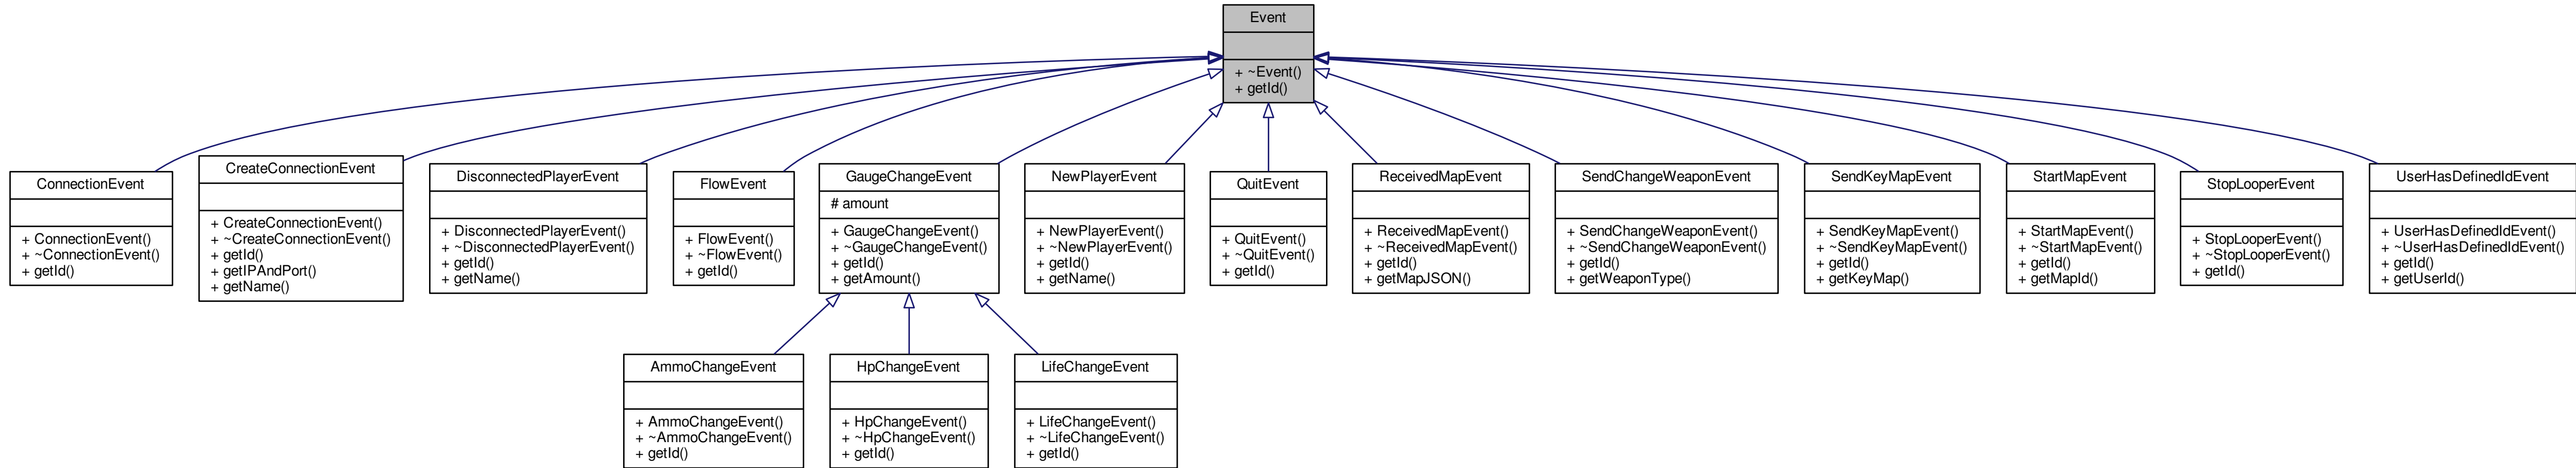 Event
+ ~Event()
+ getId()
ConnectionEvent
+ ConnectionEvent()
+ ~ConnectionEvent()
+ getId()
CreateConnectionEvent
+ CreateConnectionEvent()
+ ~CreateConnectionEvent()
+ getId()
+ getIPAndPort()
+ getName()
DisconnectedPlayerEvent
+ DisconnectedPlayerEvent()
+ ~DisconnectedPlayerEvent()
+ getId()
+ getName()
FlowEvent
+ FlowEvent()
+ ~FlowEvent()
+ getId()
GaugeChangeEvent
# amount
+ GaugeChangeEvent()
+ ~GaugeChangeEvent()
+ getId()
+ getAmount()
NewPlayerEvent
+ NewPlayerEvent()
+ ~NewPlayerEvent()
+ getId()
+ getName()
QuitEvent
+ QuitEvent()
+ ~QuitEvent()
+ getId()
ReceivedMapEvent
+ ReceivedMapEvent()
+ ~ReceivedMapEvent()
+ getId()
+ getMapJSON()
SendChangeWeaponEvent
+ SendChangeWeaponEvent()
+ ~SendChangeWeaponEvent()
+ getId()
+ getWeaponType()
SendKeyMapEvent
+ SendKeyMapEvent()
+ ~SendKeyMapEvent()
+ getId()
+ getKeyMap()
StartMapEvent
+ StartMapEvent()
+ ~StartMapEvent()
+ getId()
+ getMapId()
StopLooperEvent
+ StopLooperEvent()
+ ~StopLooperEvent()
+ getId()
UserHasDefinedIdEvent
+ UserHasDefinedIdEvent()
+ ~UserHasDefinedIdEvent()
+ getId()
+ getUserId()
AmmoChangeEvent
+ AmmoChangeEvent()
+ ~AmmoChangeEvent()
+ getId()
HpChangeEvent
+ HpChangeEvent()
+ ~HpChangeEvent()
+ getId()
LifeChangeEvent
+ LifeChangeEvent()
+ ~LifeChangeEvent()
+ getId()